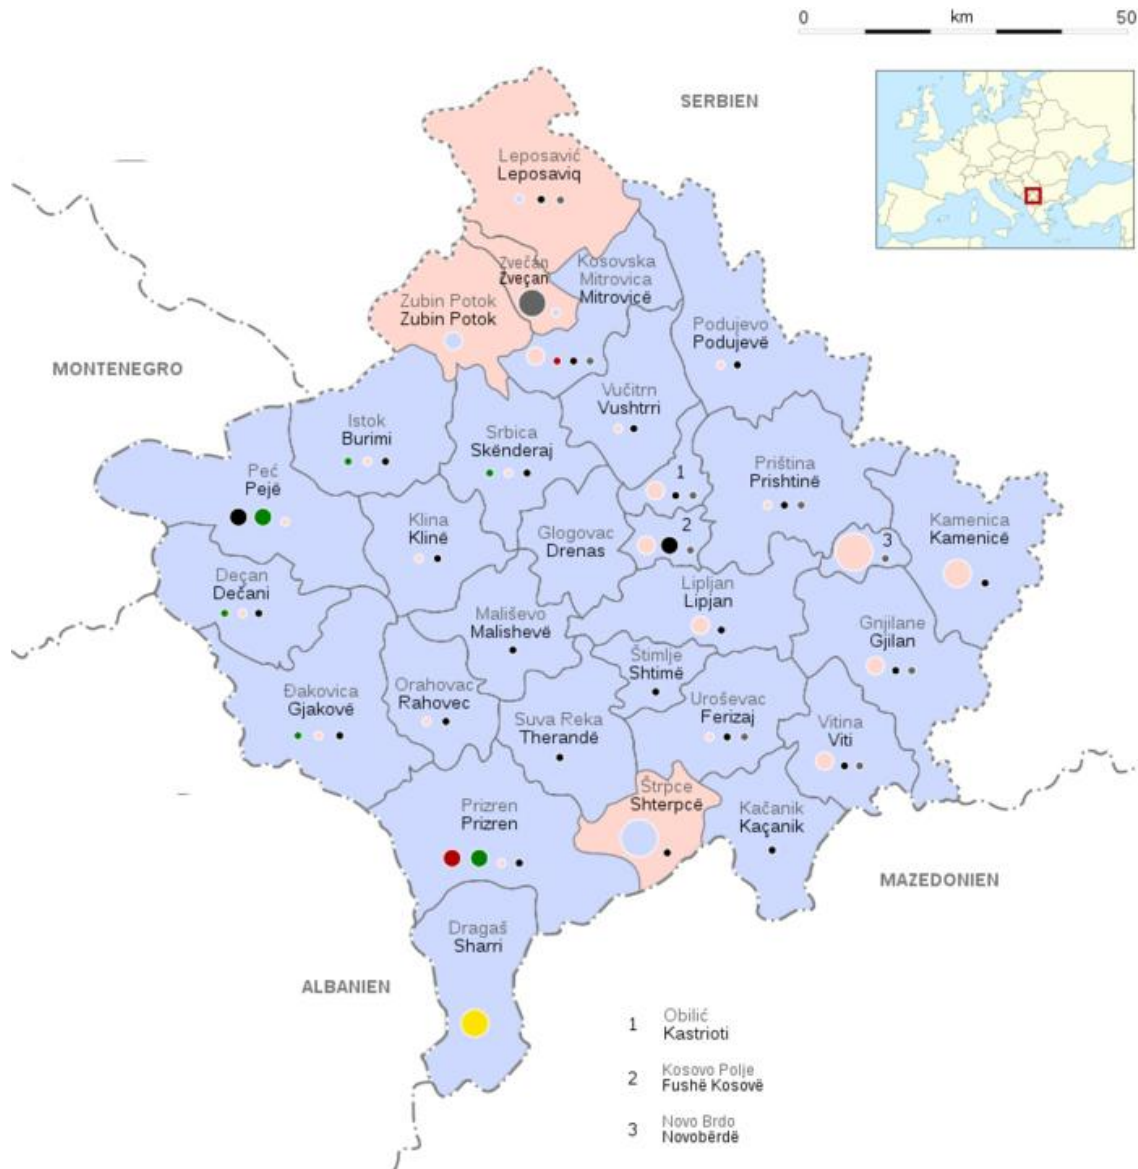 0 km 50
SERBIEN
Leposavić
Leposaviq
Zvečan
Zveçan
Kosovska
Mitrovica
Mitrovicë
Zubin Potok
Zubin Potok
Podujevo
Podujevë
MONTENEGRO
Vučitrn
Vushtrri
Istok
Burimi
Srbica
Skënderaj
Peć
Pejë
1
Priština
Prishtinë
Klina
Klinë
Glogovac
Drenas
2
3
Kamenica
Kamenicë
Deçan
Dečani
Lipljan
Lipjan
Mališevo
Malishevë
Gnjilane
Gjilan
Štimlje
Shtimë
Đakovica
Gjakovë
Orahovac
Rahovec
Suva Reka
Therandë
Uroševac
Ferizaj
Vitina
Viti
Štrpce
Shterpcë
Prizren
Prizren
Kačanik
Kaçanik
MAZEDONIEN
Dragaš
Sharri
ALBANIEN
1 Obilić
Kastrioti
2 Kosovo Polje
Fushë Kosovë
3 Novo Brdo
Novobërdë